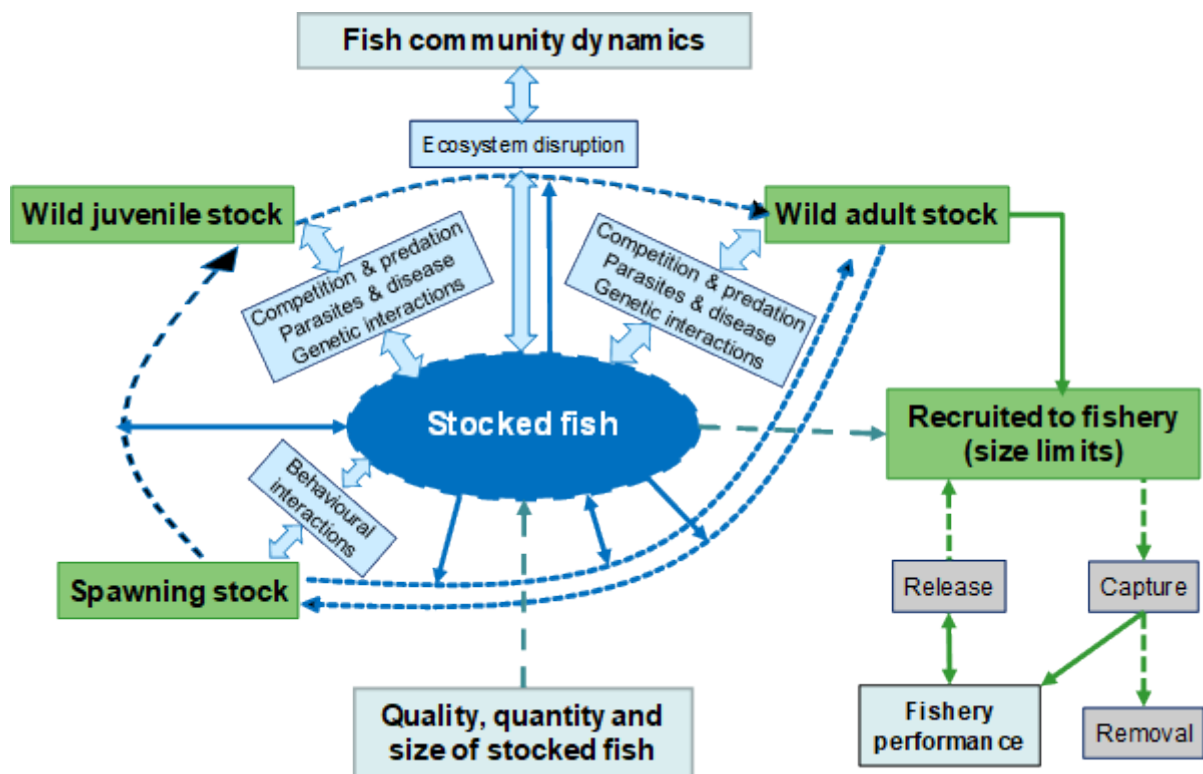 Fish community dynamics
Ecosystem disruption
Wild juvenile stock
Wild adult stock
Competition & predation
Parasites & disease
Genetic interactions
Competition & predation
Parasites & disease
Genetic interactions
Stocked fish
Recruited to fishery
(size limits)
Behavioural
interactions
Spawning stock
Release
Capture
Quality, quantity and
size of stocked fish
Fishery
performance
Removal